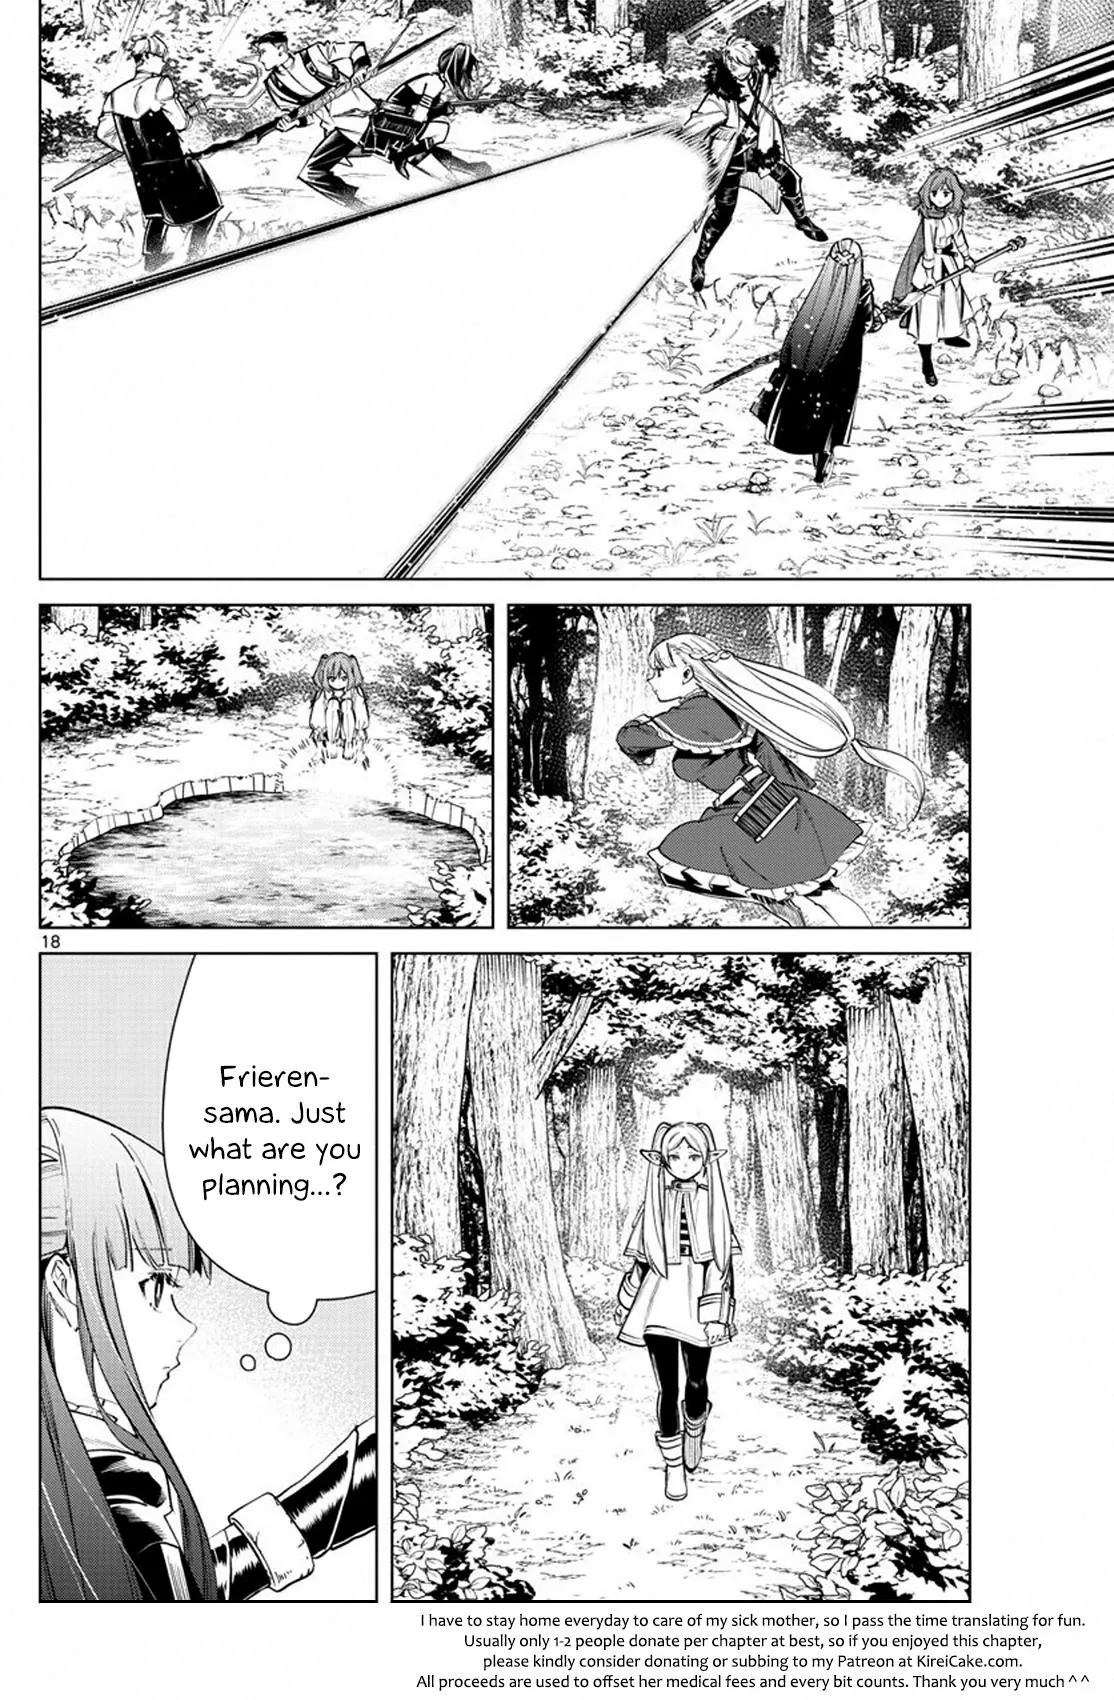 18
Frieren-
sama. Just
what are you
planning...?
I have to stay home everyday to care of my sick mother, so I pass the time translating for fun.
Usually only 1-2 people donate per chapter at best, so if you enjoyed this chapter,
please kindly consider donating or subbing to my Patreon at KireiCake.com.
All proceeds are used to offset her medical fees and every bit counts. Thank you very much ^ ^